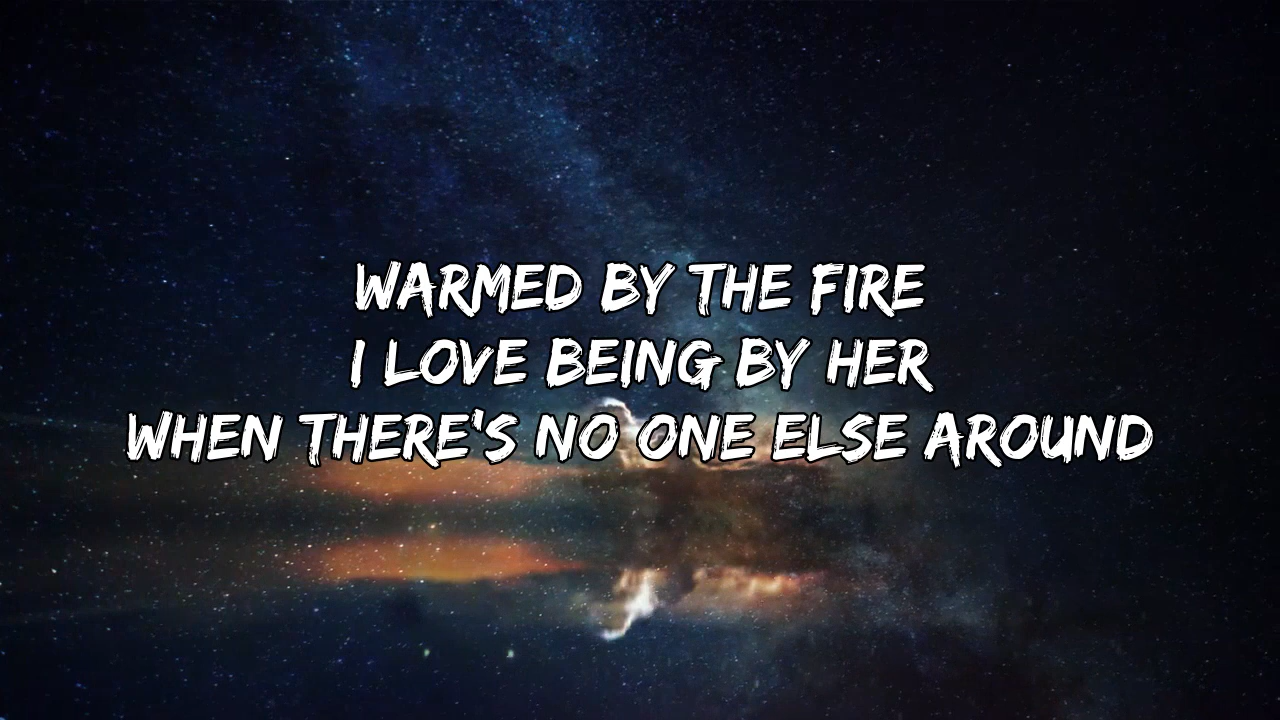 WARMED BY THE FIRE
I LOVE BEING BY HER
WHEN THERE'S NO ONE ELSE AROUND